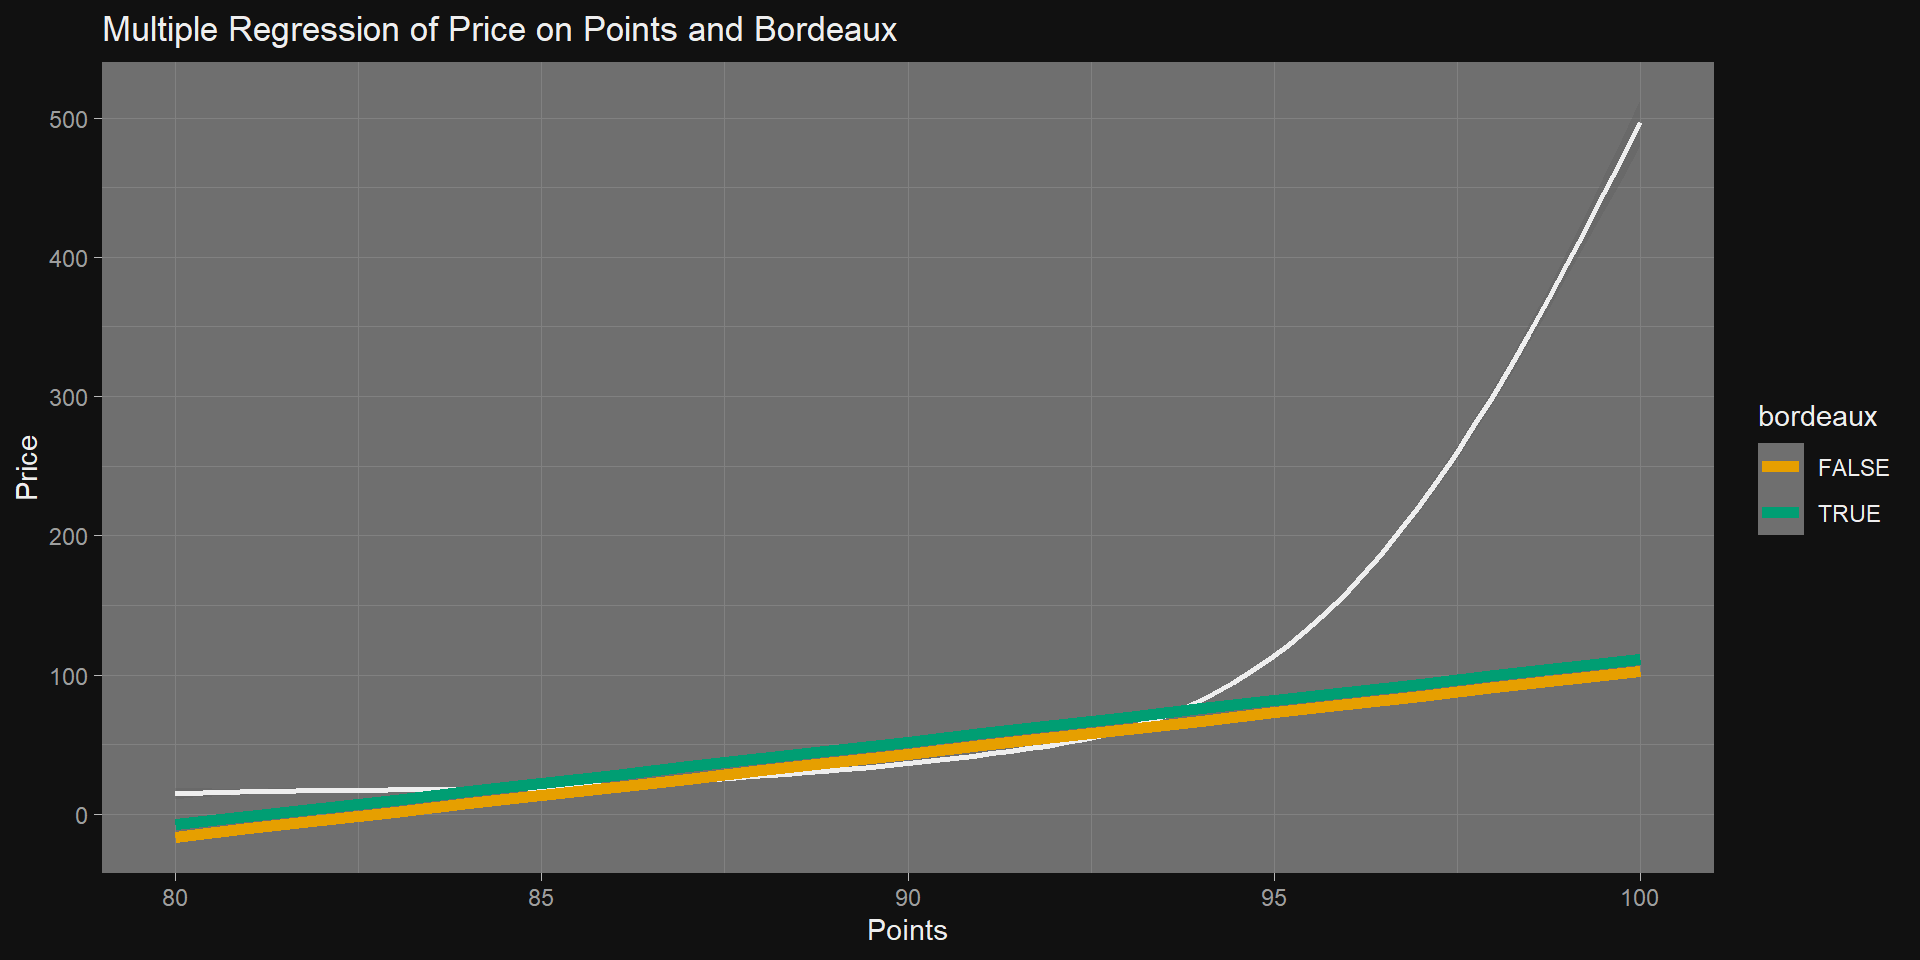 Multiple Regression of Price on Points and Bordeaux
500
400
300
200
100
0
Price
80 85 90 95 100
Points
bordeaux
FALSE
TRUE